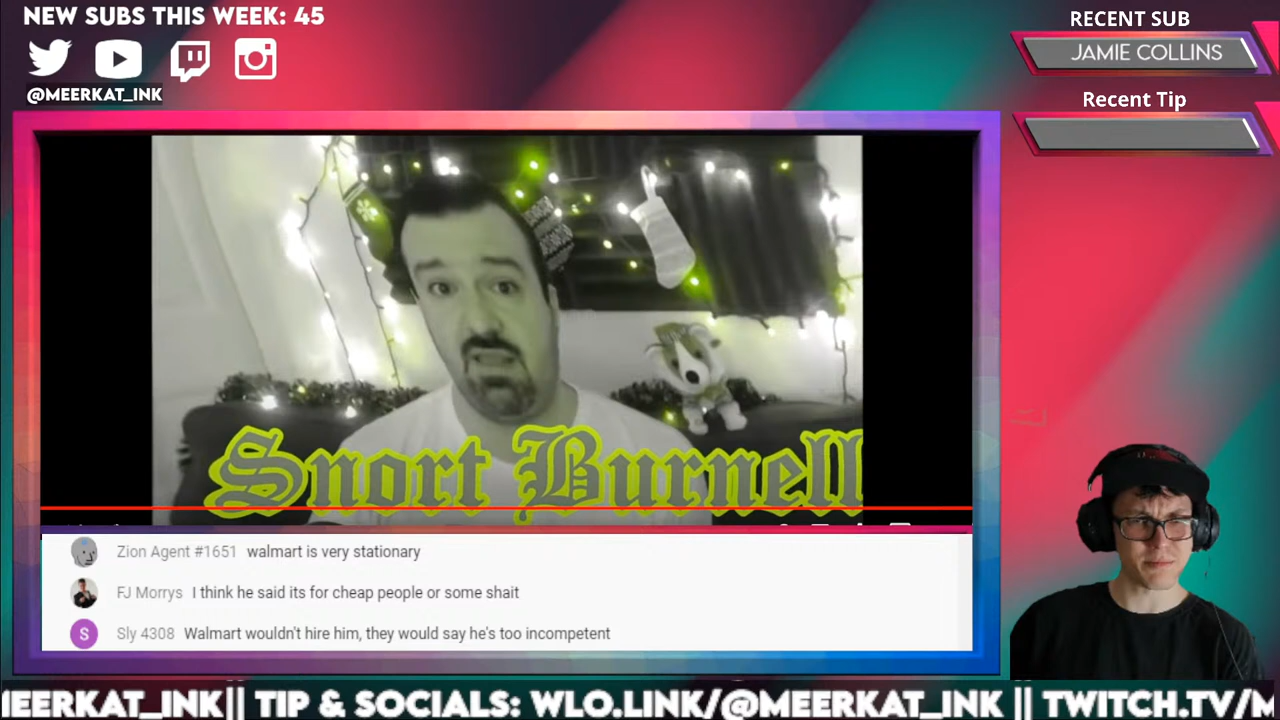 NEW SUBS THIS WEEK: 45
@MEERKAT_INK
RECENT SUB
JAMIE COLLINS
Recent Tip
Snort Burnell
Zion Agent #1651 walmart is very stationary
FJ Morrys I think he said its for cheap people or some shait
S Sly 4308 Walmart wouldn't hire him, they would say he's too incompetent
MEERKAT_INK|| TIP & SOCIALS: WLO.LINK/@MEERKAT_INK || TWITCH.TV/M